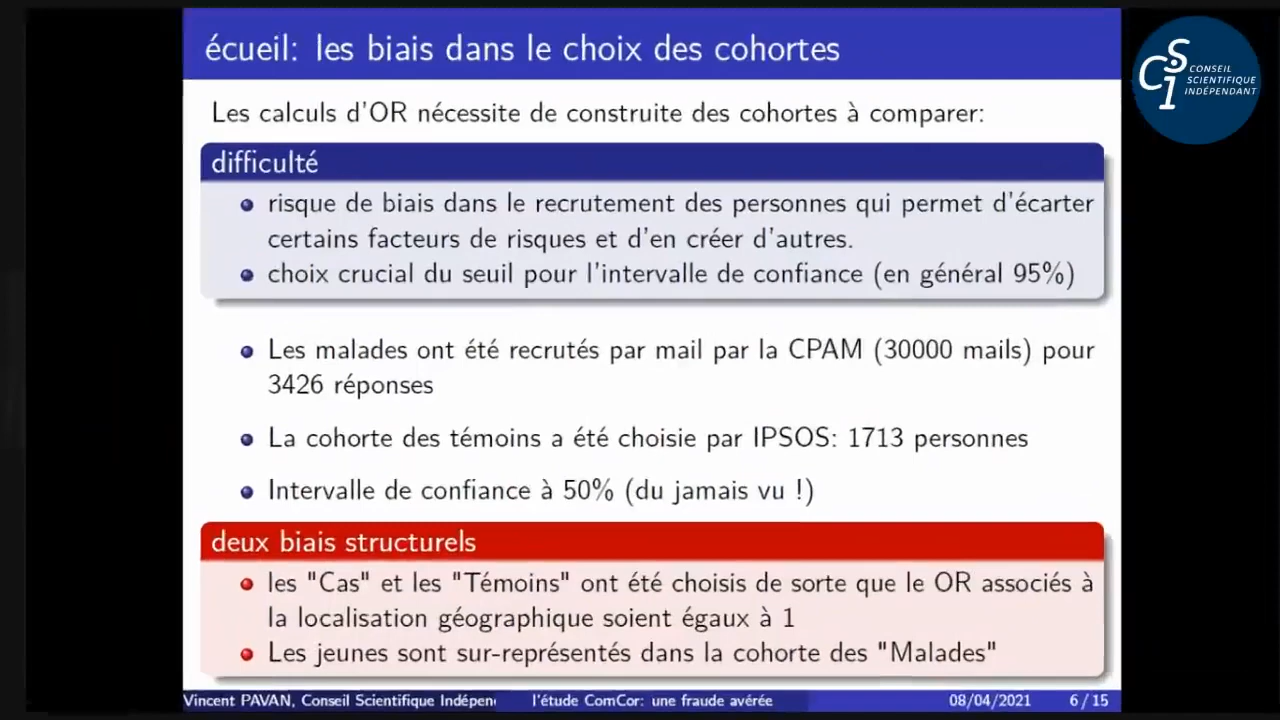 écueil: les biais dans le choix des cohortes
CSI CONSEIL
SCIENTIFIQUE
INDÉPENDANT
Les calculs d'OR nécessite de construite des cohortes à comparer:
difficulté
risque de biais dans le recrutement des personnes qui permet d'écarter
certains facteurs de risques et d'en créer d'autres.
choix crucial du seuil pour l'intervalle de confiance (en général 95%)
Les malades ont été recrutés par mail par la CPAM (30000 mails) pour
3426 réponses
La cohorte des témoins a été choisie par IPSOS: 1713 personnes
Intervalle de confiance à 50% (du jamais vu !)
deux biais structurels
les "Cas" et les "Témoins" ont été choisis de sorte que le OR associés à
la localisation géographique soient égaux à 1
Les jeunes sont sur-représentés dans la cohorte des "Malades"
Vincent PAVAN, Conseil Scientifique Indépen l'étude ComCor: une fraude avérée 08/04/2021 6 / 15